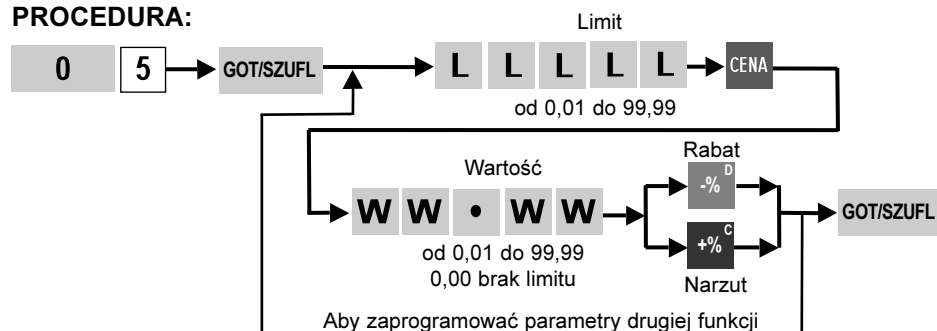 PROCEDURA:
Limit
0 5 GOT/SZUFL L L L L L CENA
od 0,01 do 99,99
Wartość
Rabat
W W • W W -% D GOT/SZUFL
+% C
od 0,01 do 99,99
0,00 brak limitu
Narzut
Aby zaprogramować parametry drugiej funkcji